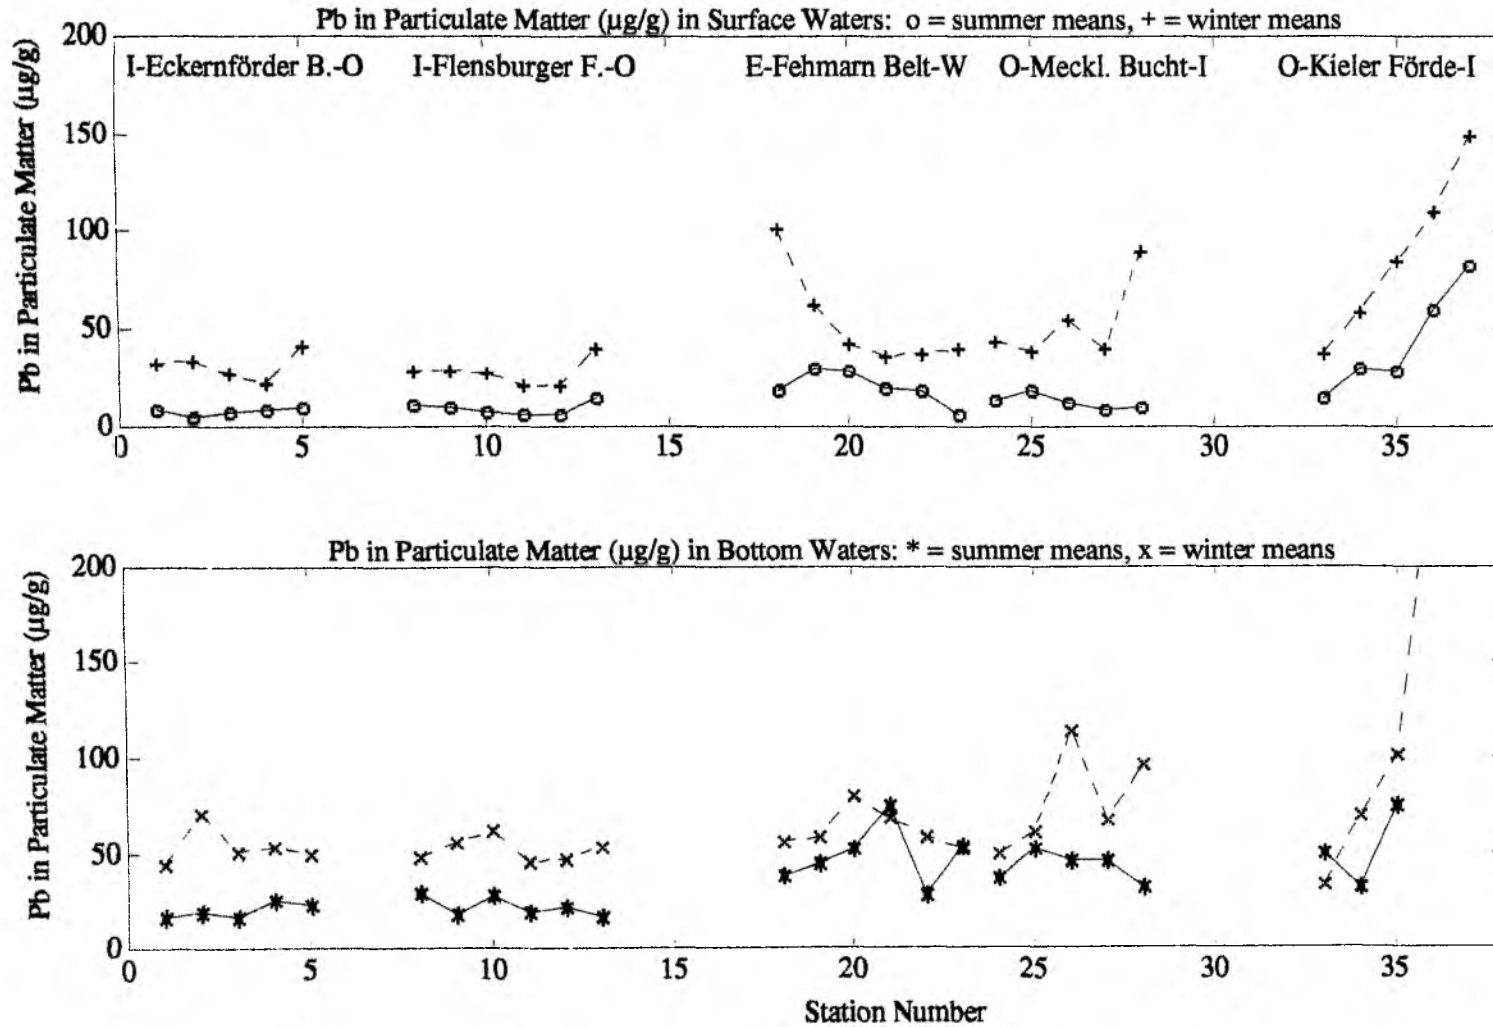 Pb in Particulate Matter (µg/g) in Surface Waters: o = summer means, + = winter means
Pb in Particulate Matter (µg/g)
200
150
100
50
0
I-Eckernförder B.-O
I-Flensburger F.-O
E-Fehmarn Belt-W
O-Meckl. Bucht-I
O-Kieler Förde-I
0
5
10
15
20
25
30
35
Pb in Particulate Matter (µg/g) in Bottom Waters: * = summer means, x = winter means
Pb in Particulate Matter (µg/g)
200
150
100
50
0
0
5
10
15
20
25
30
35
Station Number